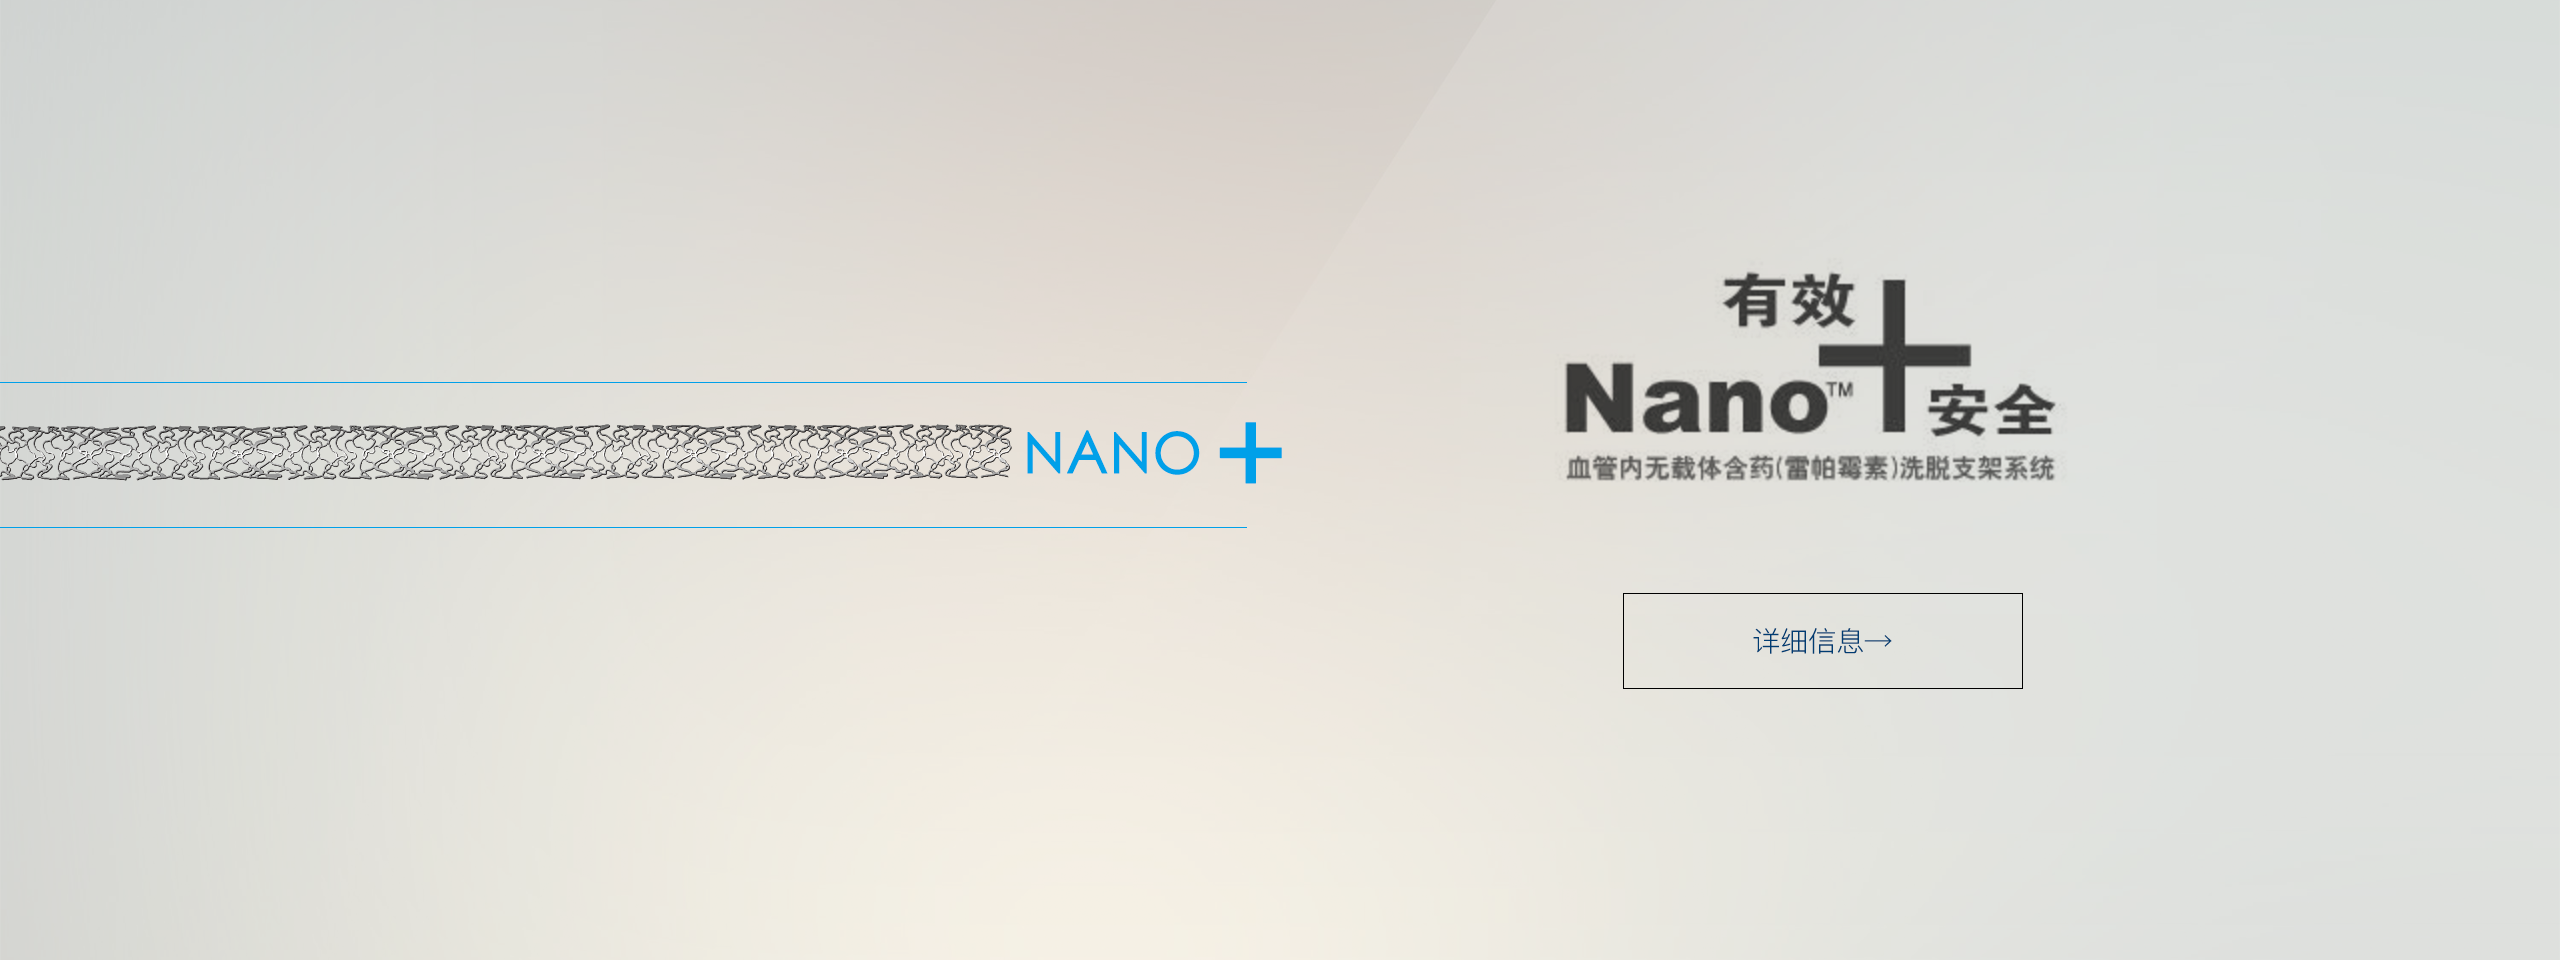 NANO +
有效
Nano™
安全
血管内无载体含药(雷帕霉素)洗脱支架系统
详细信息→